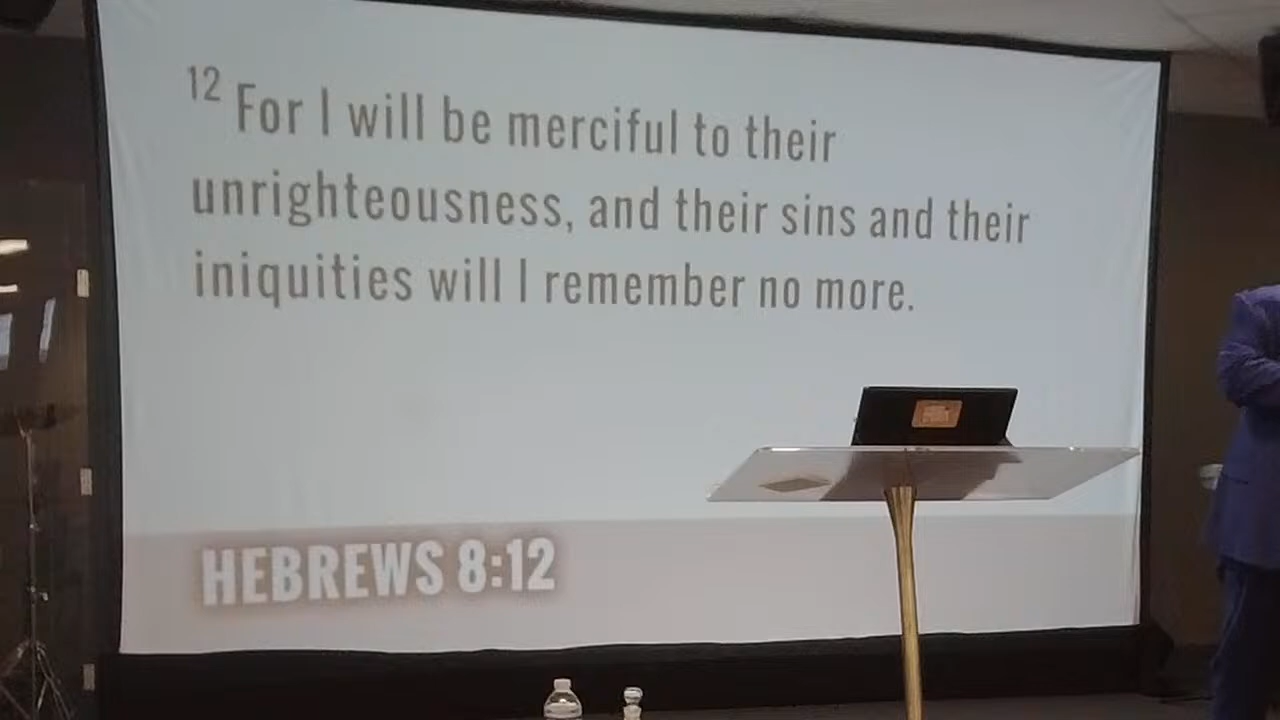 12 For I will be merciful to their
unrighteousness, and their sins and their
iniquities will I remember no more.
HEBREWS 8:12